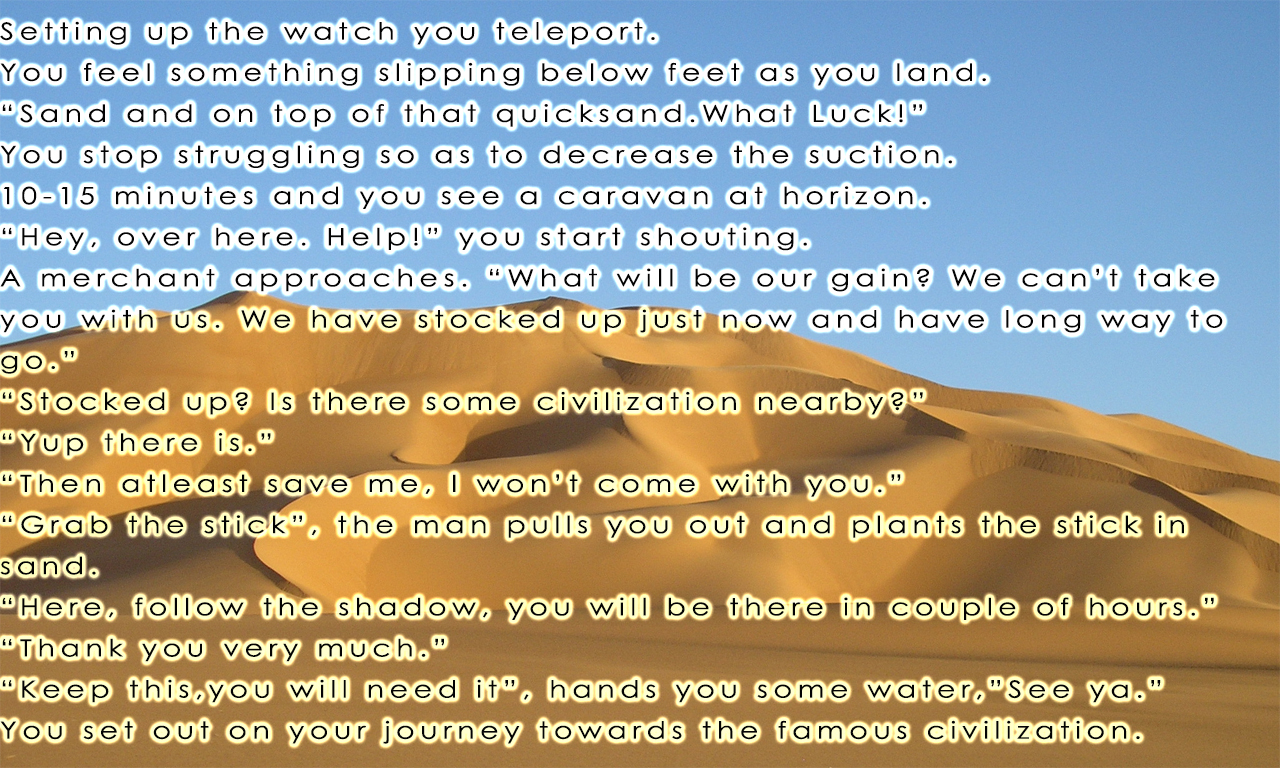 Setting up the watch you teleport.
You feel something slipping below feet as you land.
“Sand and on top of that quicksand.What Luck!”
You stop struggling so as to decrease the suction.
10-15 minutes and you see a caravan at horizon.
“Hey, over here. Help!” you start shouting.
A merchant approaches. “What will be our gain? We can’t take
you with us. We have stocked up just now and have long way to
go.”
“Stocked up? Is there some civilization nearby?”
“Yup there is.”
“Then atleast save me, I won’t come with you.”
“Grab the stick”, the man pulls you out and plants the stick in
sand.
“Here, follow the shadow, you will be there in couple of hours.”
“Thank you very much.”
“Keep this,you will need it”, hands you some water,”See ya.”
You set out on your journey towards the famous civilization.